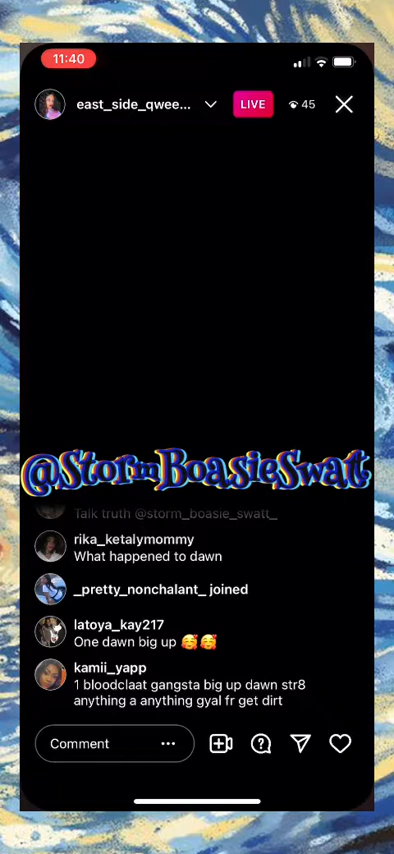 11:40
east_side_qwee...
LIVE
45
@StormBoasieSwatt
Talk truth @storm_boasie_swatt_
rika_ketalymommy
What happened to dawn
_pretty_nonchalant_ joined
latoya_kay217
One dawn big up 🥰🥰
kamii_yapp
1 bloodclaat gangsta big up dawn str8
anything a anything gyal fr get dirt
Comment